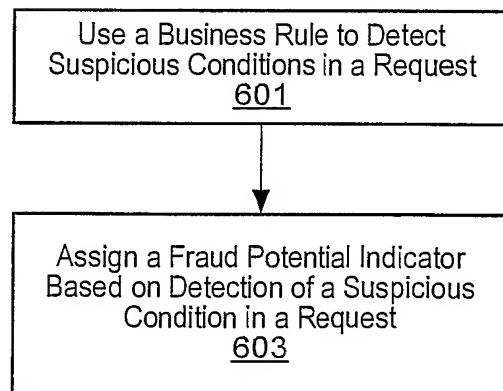 Use a Business Rule to Detect
Suspicious Conditions in a Request
601
Assign a Fraud Potential Indicator
Based on Detection of a Suspicious
Condition in a Request
603